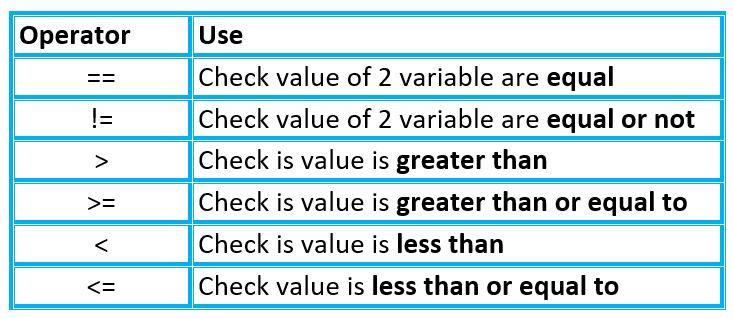 Operator Use
== Check value of 2 variable are equal
!= Check value of 2 variable are equal or not
> Check is value is greater than
>= Check is value is greater than or equal to
< Check is value is less than
<= Check value is less than or equal to